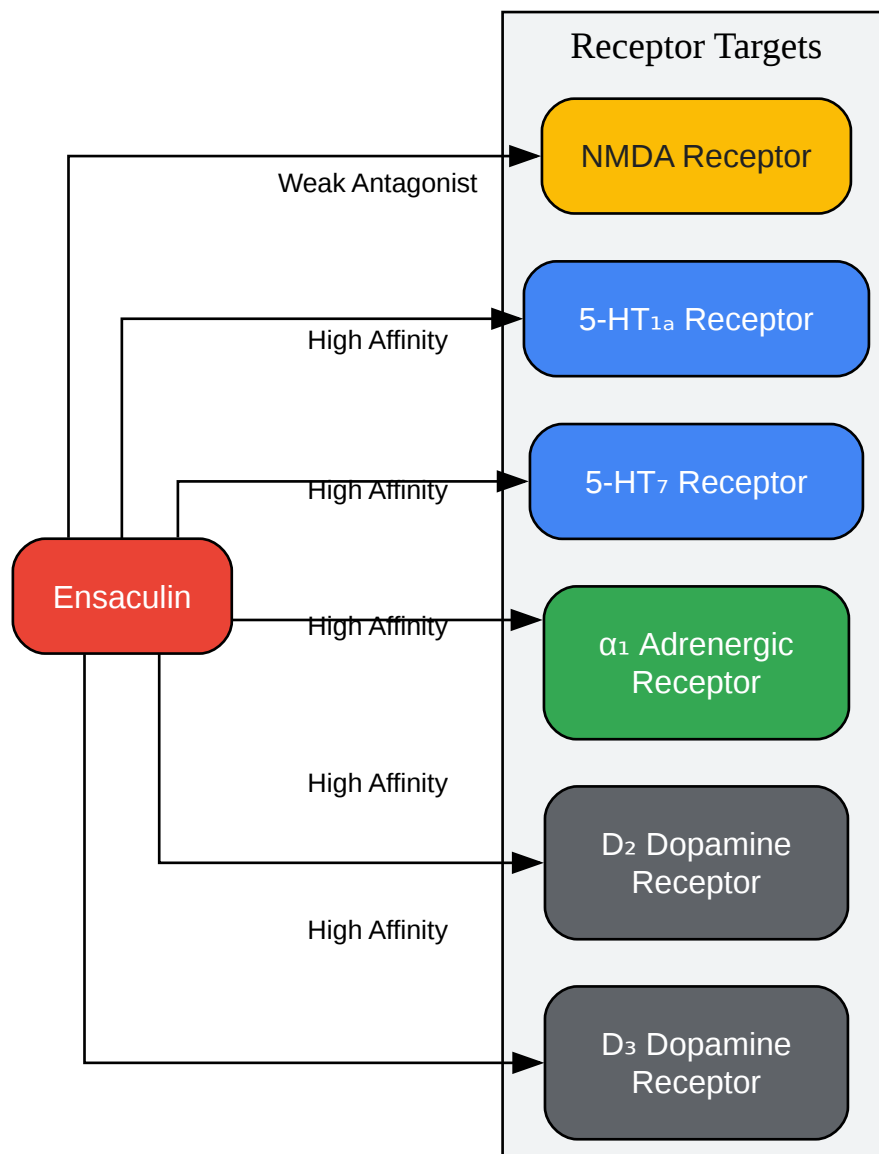 Receptor Targets
NMDA Receptor
Weak Antagonist
5-HT₁ₐ Receptor
High Affinity
5-HT₇ Receptor
High Affinity
Ensaculin
High Affinity
α₁ Adrenergic
Receptor
High Affinity
D₂ Dopamine
Receptor
High Affinity
D₃ Dopamine
Receptor